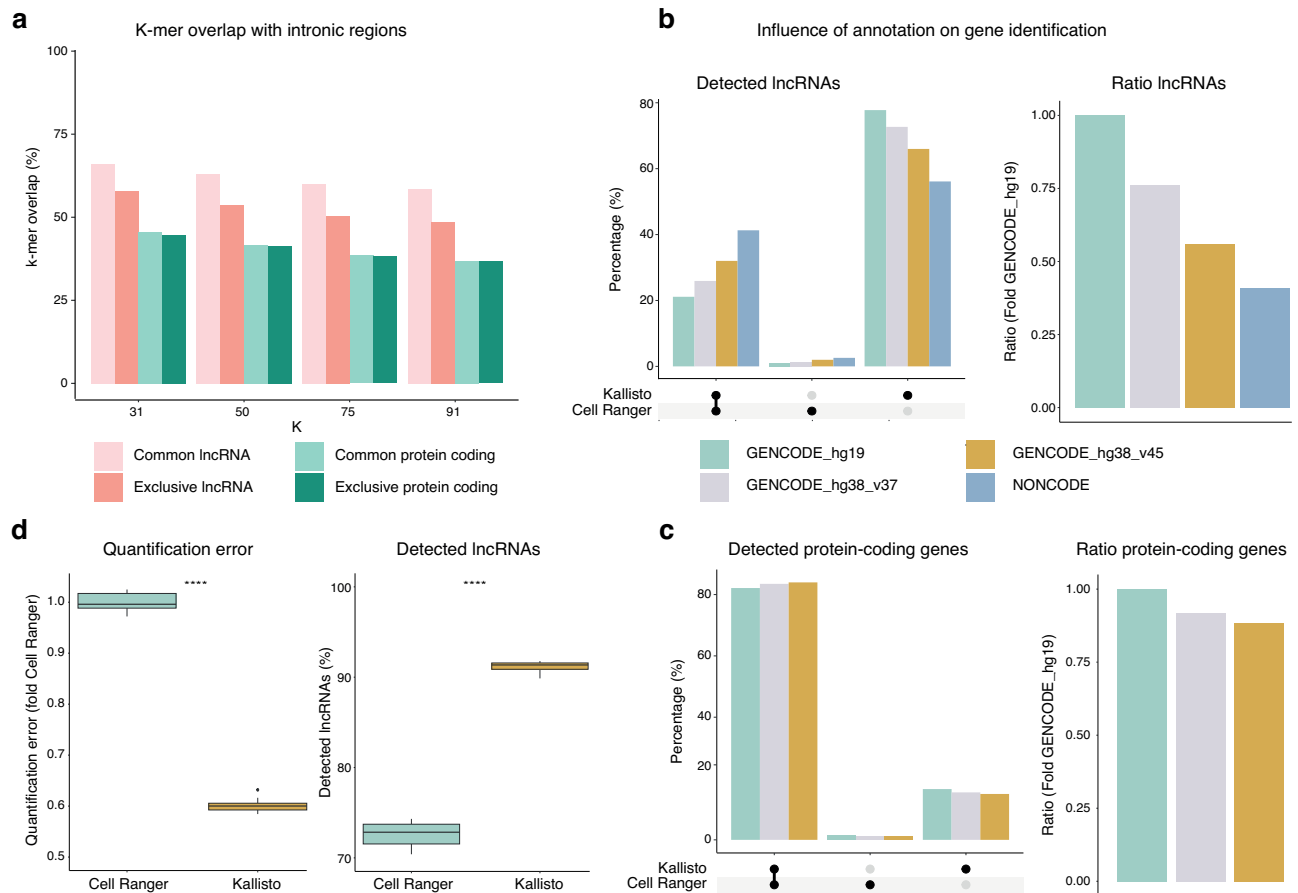 a
K-mer overlap with intronic regions
100
75
50
25
0
k-mer overlap (%)
31 50 75 91
K
Common lncRNA
Exclusive lncRNA
Common protein coding
Exclusive protein coding
b
Influence of annotation on gene identification
Detected lncRNAs
80
60
40
20
0
Percentage (%)
Kallisto
Cell Ranger
Ratio lncRNAs
1.00
0.75
0.50
0.25
0.00
Ratio (Fold GENCODE_hg19)
GENCODE_hg19
GENCODE_hg38_v37
GENCODE_hg38_v45
NONCODE
d
Quantification error
1.0
0.9
0.8
0.7
0.6
0.5
Quantification error (fold Cell Ranger)
****
Cell Ranger Kallisto
Detected lncRNAs
100
90
80
70
Detected lncRNAs (%)
****
Cell Ranger Kallisto
c
Detected protein-coding genes
80
60
80
20
0
Percentage (%)
Kallisto
Cell Ranger
Ratio protein-coding genes
1.00
0.75
0.50
0.25
0.00
Ratio (Fold GENCODE_hg19)